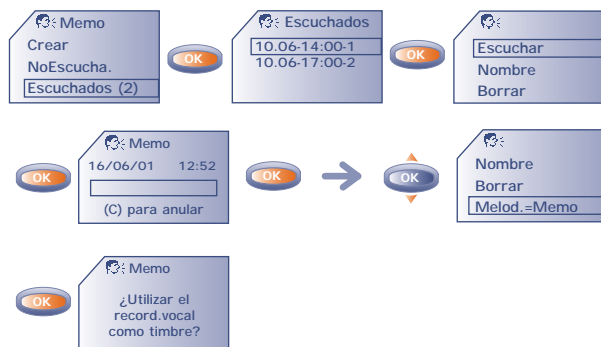 Memo
Crear
NoEscucha.
Escuchados (2)
OK
Escuchados
10.06-14:00-1
10.06-17:00-2
OK
Escuchar
Nombre
Borrar
OK
Memo
16/06/01 12:52
(C) para anular
OK
OK
Nombre
Borrar
Melod.=Memo
OK
Memo
¿Utilizar el
record.vocal
como timbre?